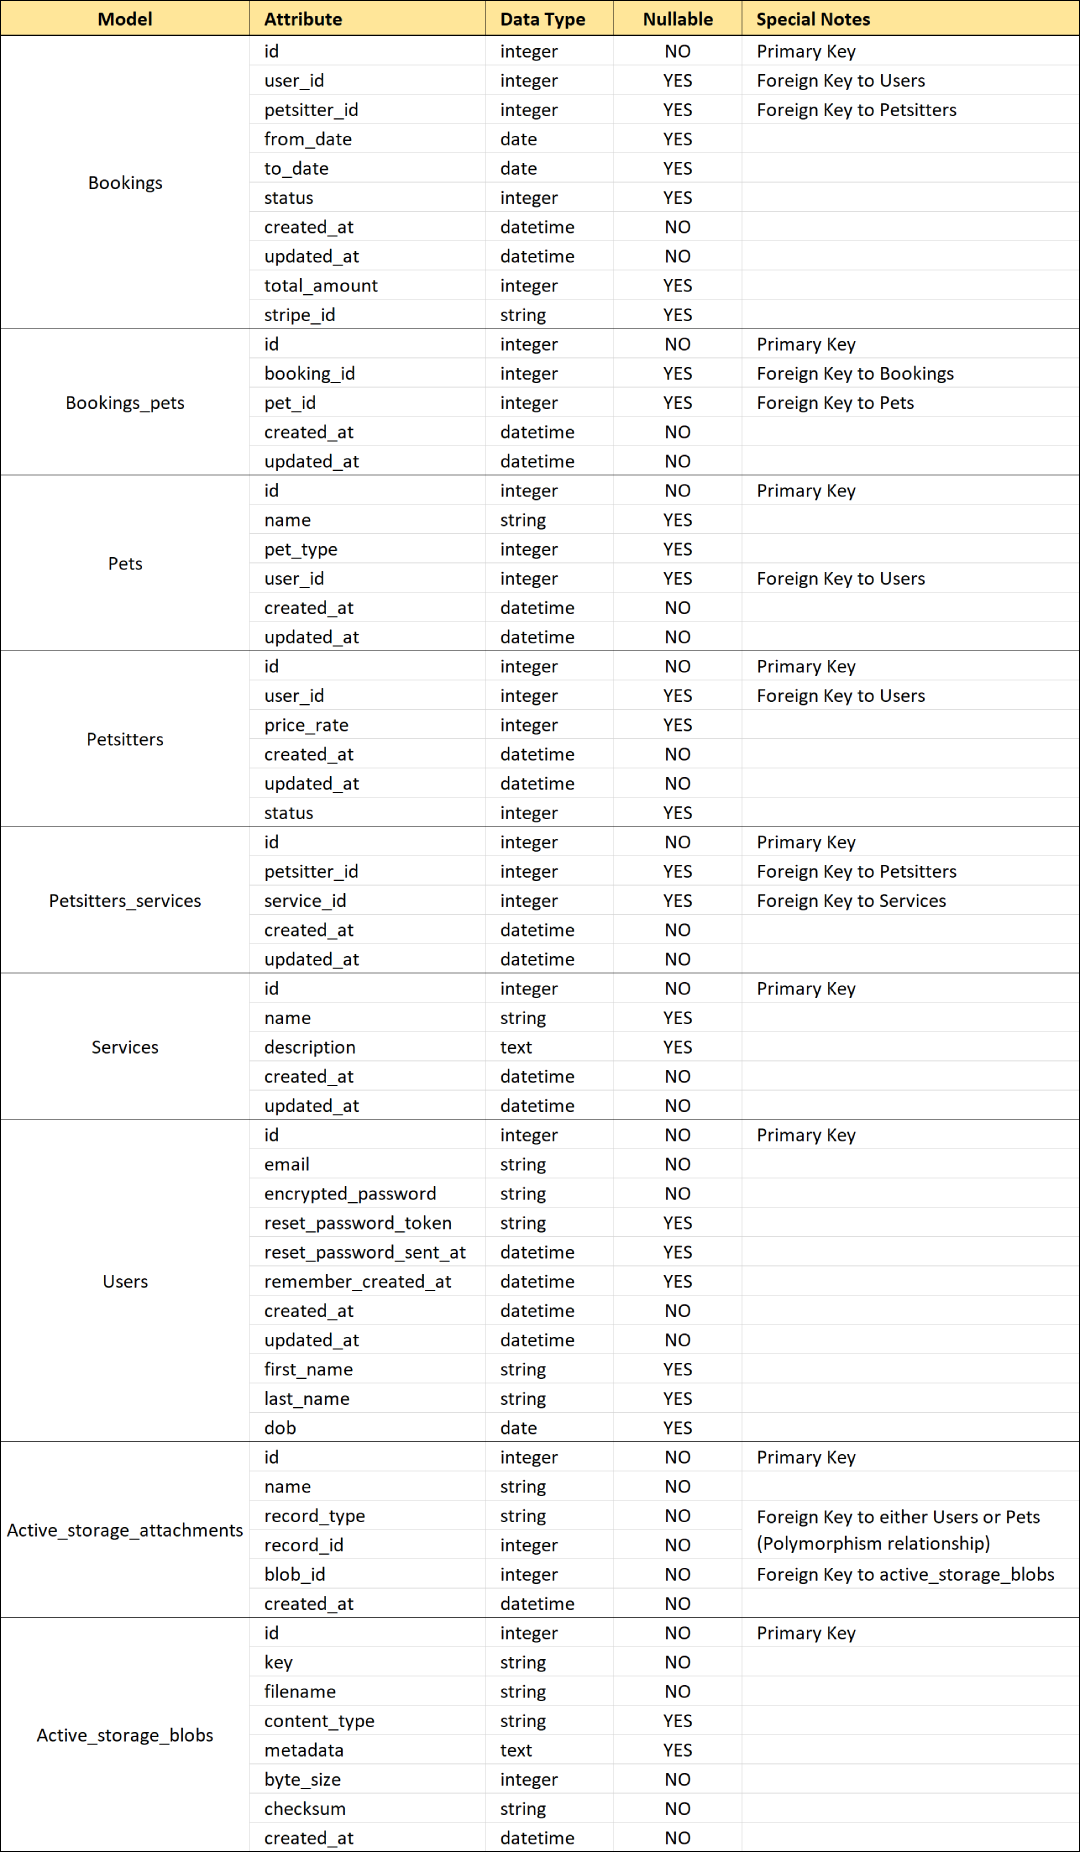 Model Attribute Data Type Nullable Special Notes
Bookings
id integer NO Primary Key
user_id integer YES Foreign Key to Users
petsitter_id integer YES Foreign Key to Petsitters
from_date date YES
to_date date YES
status integer YES
created_at datetime NO
updated_at datetime NO
total_amount integer YES
stripe_id string YES
Bookings_pets
id integer NO Primary Key
booking_id integer YES Foreign Key to Bookings
pet_id integer YES Foreign Key to Pets
created_at datetime NO
updated_at datetime NO
Pets
id integer NO Primary Key
name string YES
pet_type integer YES
user_id integer YES Foreign Key to Users
created_at datetime NO
updated_at datetime NO
Petsitters
id integer NO Primary Key
user_id integer YES Foreign Key to Users
price_rate integer YES
created_at datetime NO
updated_at datetime NO
status integer YES
Petsitters_services
id integer NO Primary Key
petsitter_id integer YES Foreign Key to Petsitters
service_id integer YES Foreign Key to Services
created_at datetime NO
updated_at datetime NO
Services
id integer NO Primary Key
name string YES
description text YES
created_at datetime NO
updated_at datetime NO
Users
id integer NO Primary Key
email string NO
encrypted_password string NO
reset_password_token string YES
reset_password_sent_at datetime YES
remember_created_at datetime YES
created_at datetime NO
updated_at datetime NO
first_name string YES
last_name string YES
dob date YES
Active_storage_attachments
id integer NO Primary Key
name string NO
record_type string NO Foreign Key to either Users or Pets
record_id integer NO (Polymorphism relationship)
blob_id integer NO Foreign Key to active_storage_blobs
created_at datetime NO
Active_storage_blobs
id integer NO Primary Key
key string NO
filename string NO
content_type string YES
metadata text YES
byte_size integer NO
checksum string NO
created_at datetime NO